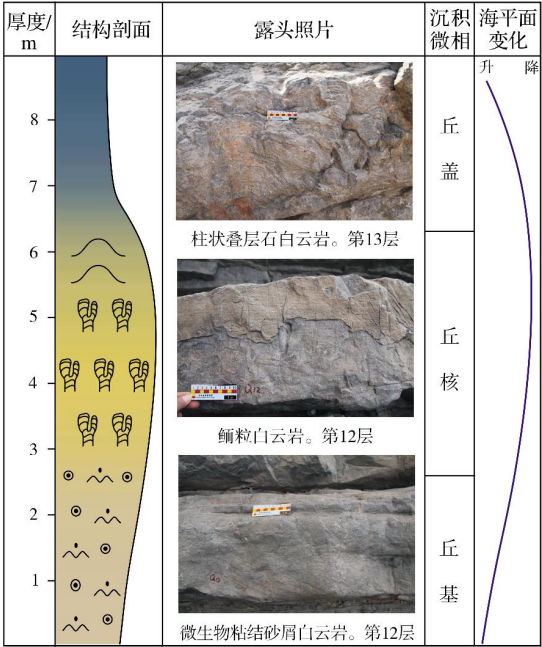 厚度/
m
结构剖面
露头照片
沉积
微相
海平面
变化
升 降
8
7
6
5
4
3
2
1
柱状叠层石白云岩。第13层
鲕粒白云岩。第12层
微生物粘结砂屑白云岩。第12层
丘
盖
丘
核
丘
基